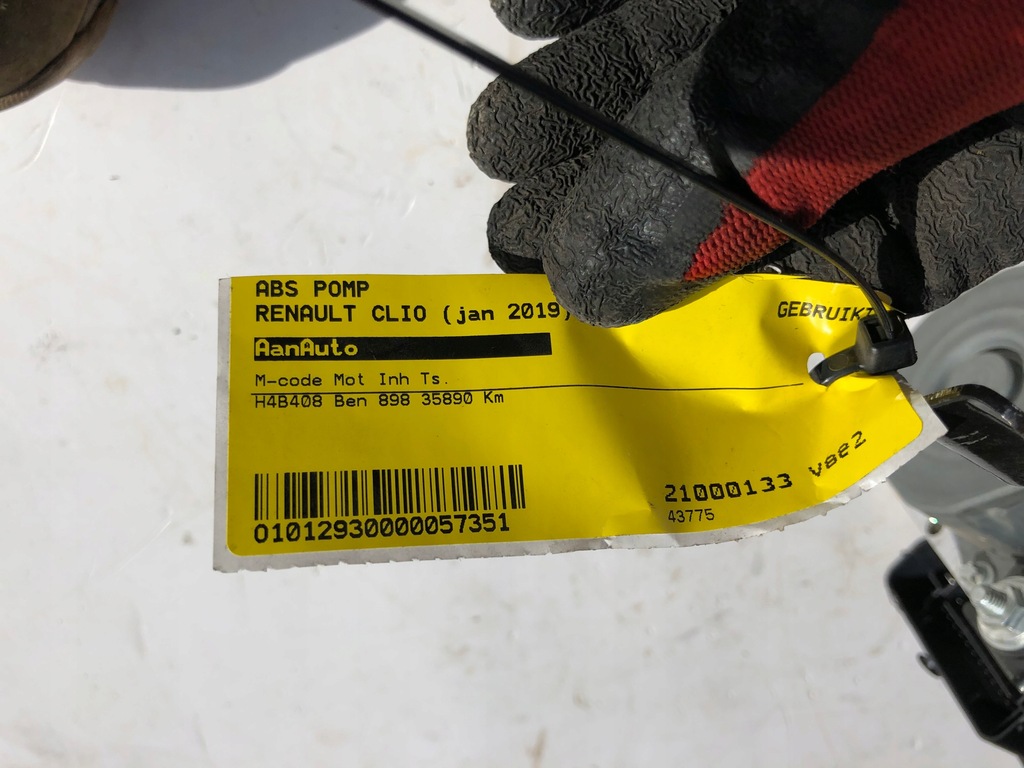 ABS POMP
RENAULT CLIO (jan 2019)
GEBRUIKT
AanAuto
M-code Mot Inh Ts.
H4B408 Ben 898 35890 Km
21000133 vae2
43775
01012930000057351